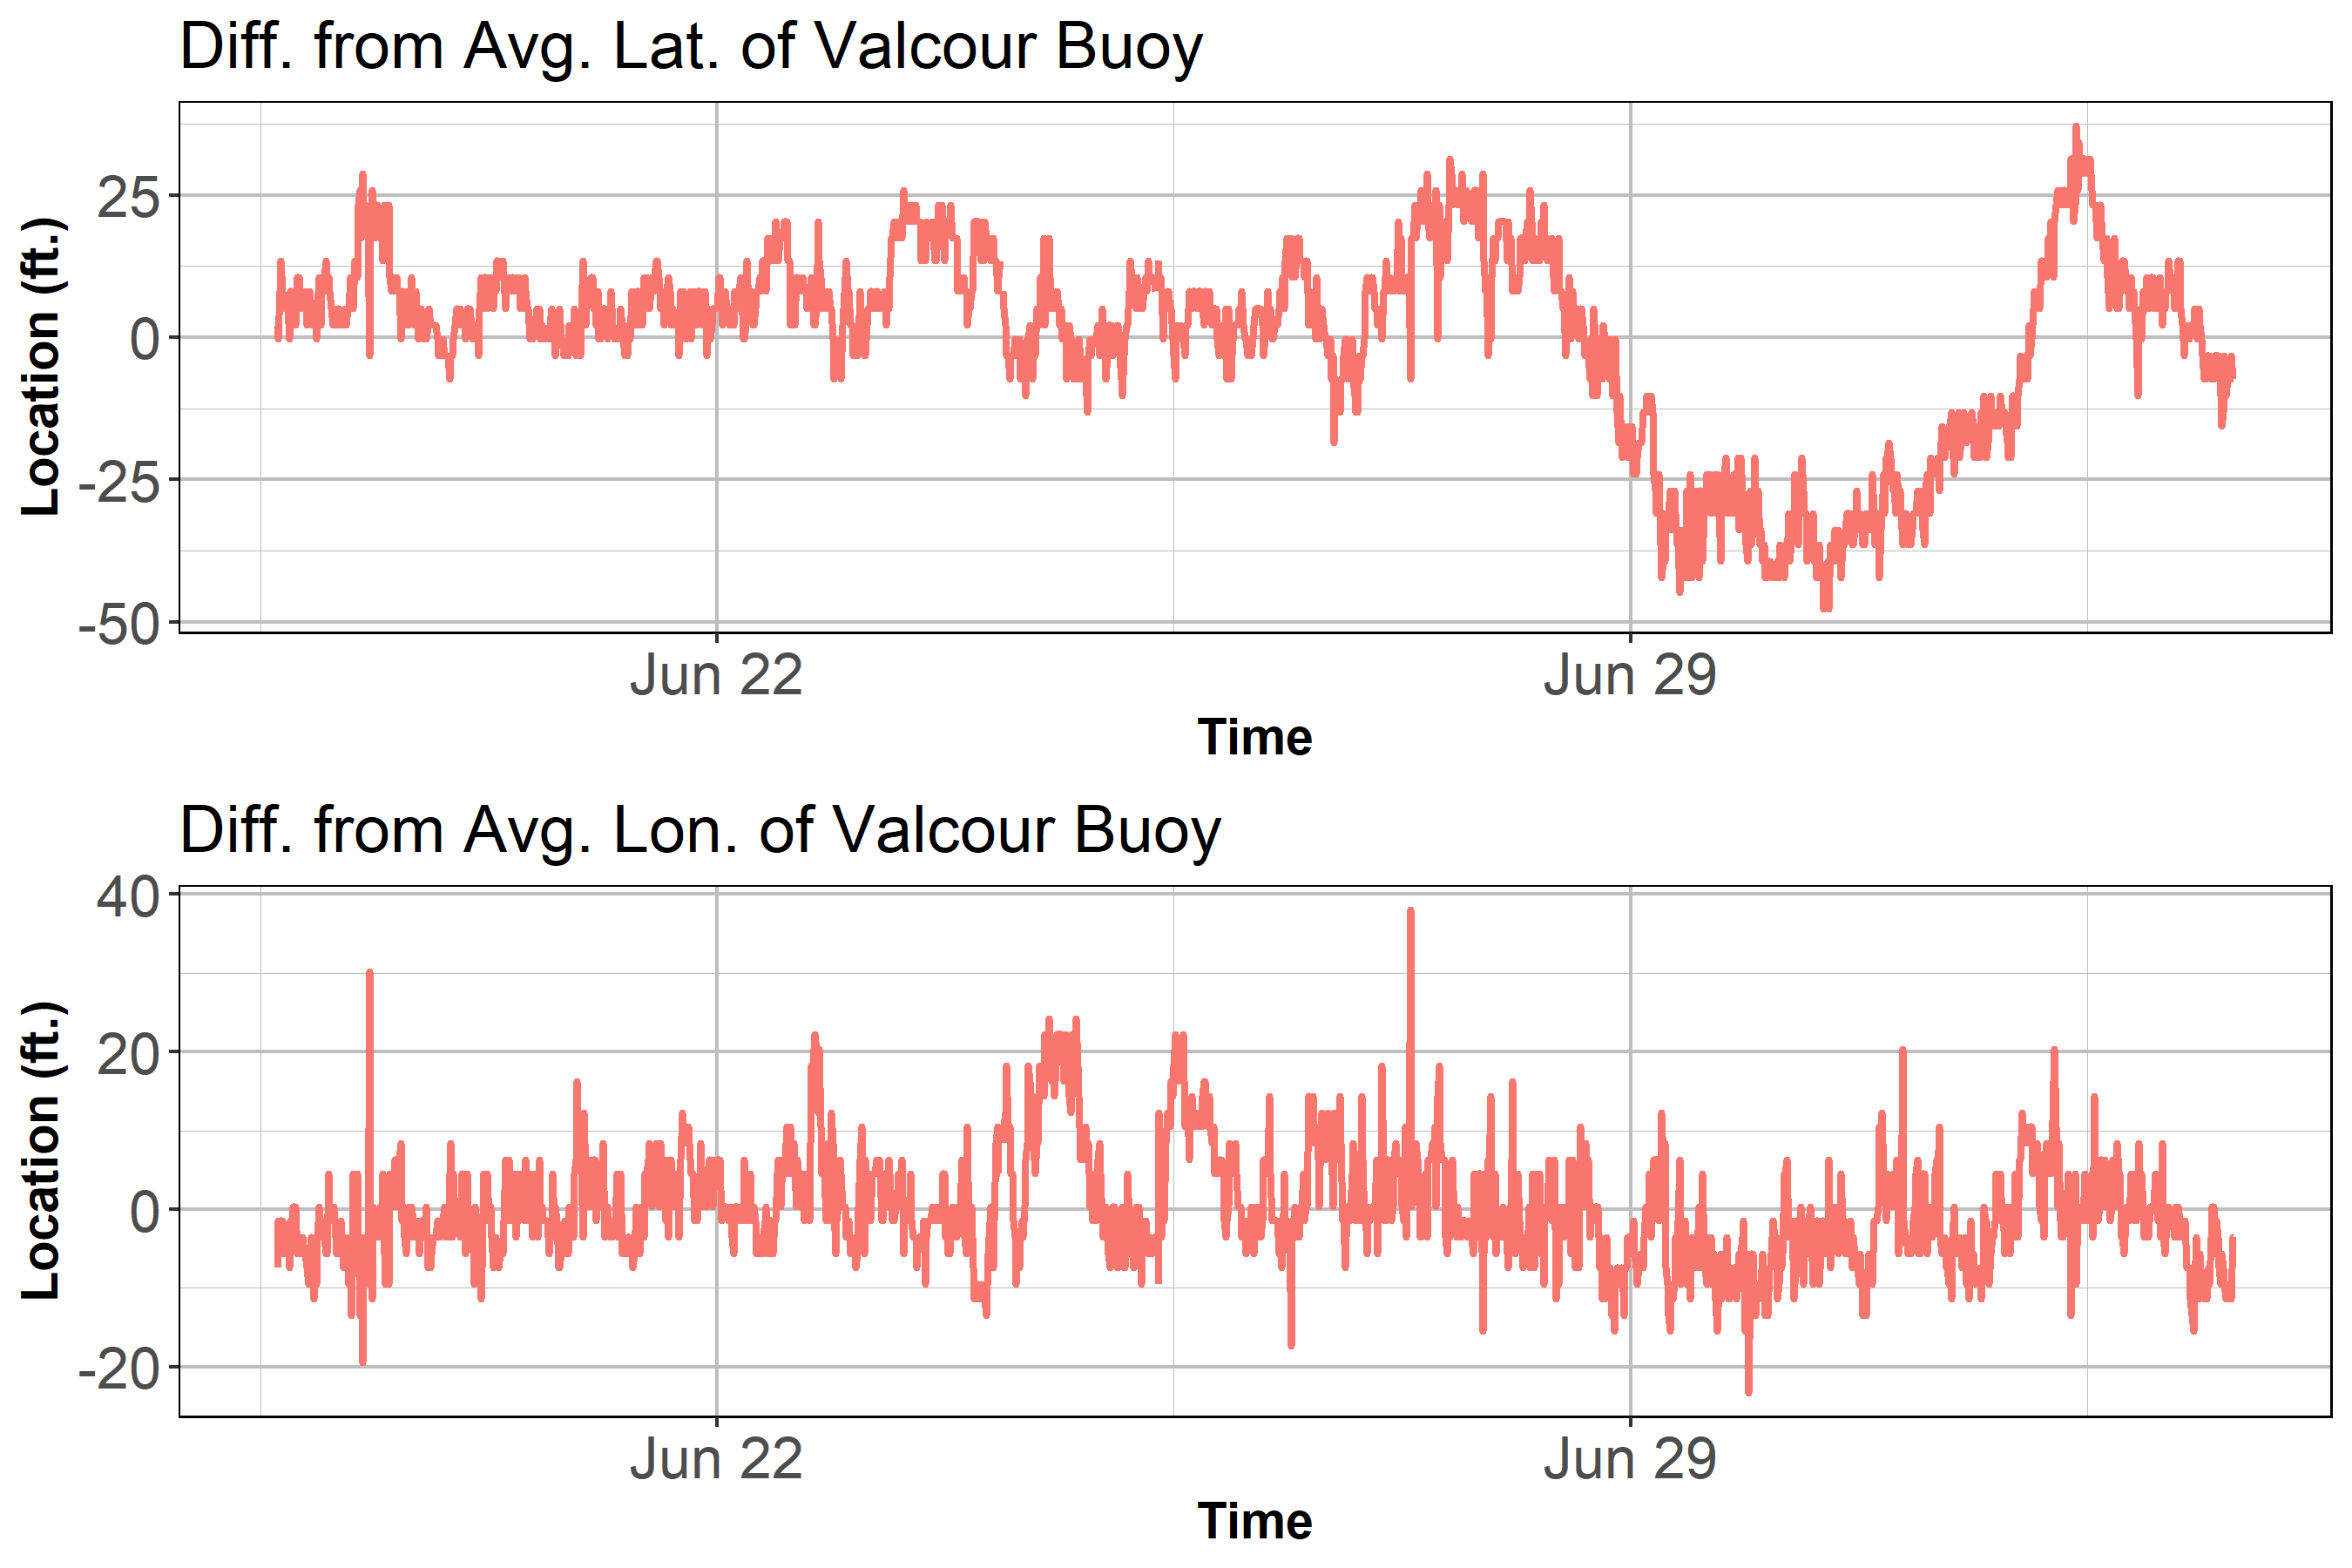 Diff. from Avg. Lat. of Valcour Buoy
Location (ft.)
25
0
-25
-50
Jun 22
Jun 29
Time
Diff. from Avg. Lon. of Valcour Buoy
Location (ft.)
40
20
0
-20
Jun 22
Jun 29
Time